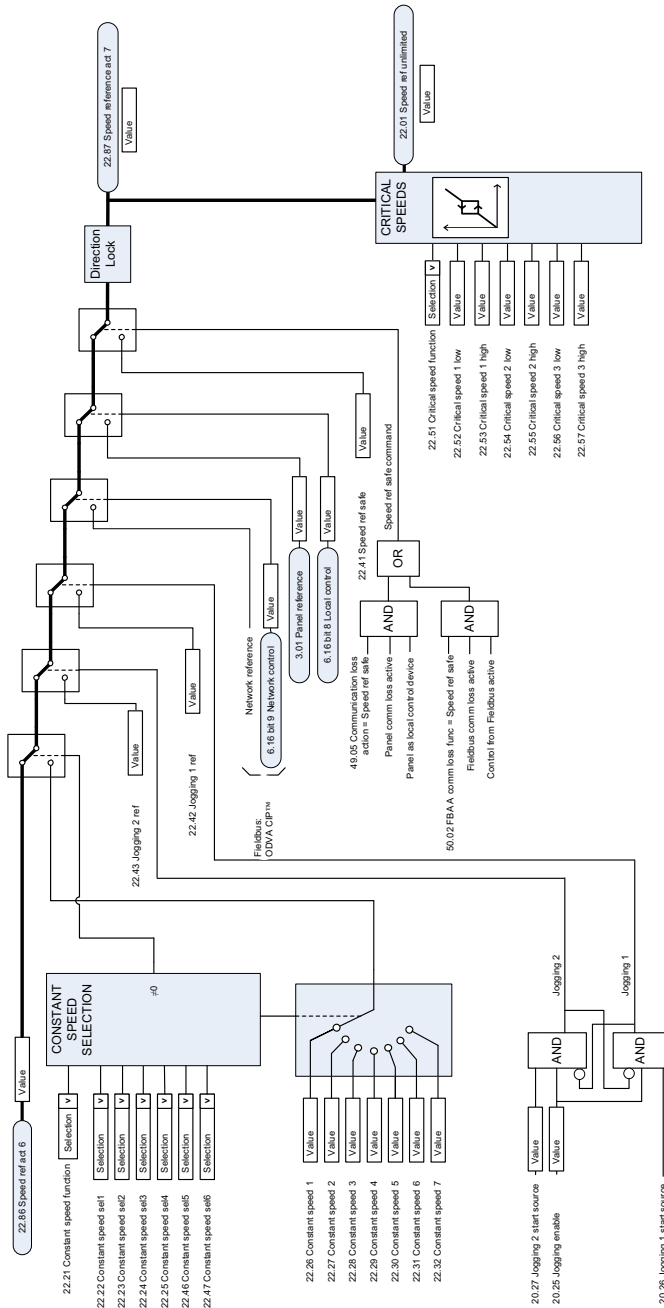 22.86 Speed ref act 6
Value
22.21 Constant speed function
Selection
v
22.22 Constant speed sel1
Selection
v
22.23 Constant speed sel2
Selection
v
22.24 Constant speed sel3
Selection
v
22.25 Constant speed sel4
Selection
v
22.46 Constant speed sel5
Selection
v
22.47 Constant speed sel6
Selection
v
CONSTANT
SPEED
SELECTION
≠0
22.26 Constant speed 1
Value
22.27 Constant speed 2
Value
22.28 Constant speed 3
Value
22.29 Constant speed 4
Value
22.30 Constant speed 5
Value
22.31 Constant speed 6
Value
22.32 Constant speed 7
Value
20.27 Jogging 2 start source
Value
20.25 Jogging enable
Value
AND
Jogging 2
20.26 Jogging 1 start source
Value
AND
Jogging 1
22.43 Jogging 2 ref
Value
22.42 Jogging 1 ref
Value
Fieldbus:
ODVA CIP™
Network reference
6.16 bit 9 Network control
Value
3.01 Panel reference
Value
6.16 bit 8 Local control
Value
22.41 Speed ref safe
Value
49.05 Communication loss
action = Speed ref safe
Panel comm loss active
Panel as local control device
AND
50.02 FBA A comm loss func = Speed ref safe
Fieldbus comm loss active
Control from Fieldbus active
AND
OR
Speed ref safe command
Direction
Lock
22.87 Speed reference act 7
Value
22.51 Critical speed function
Selection
v
22.52 Critical speed 1 low
Value
22.53 Critical speed 1 high
Value
22.54 Critical speed 2 low
Value
22.55 Critical speed 2 high
Value
22.56 Critical speed 3 low
Value
22.57 Critical speed 3 high
Value
CRITICAL
SPEEDS
22.01 Speed ref unlimited
Value